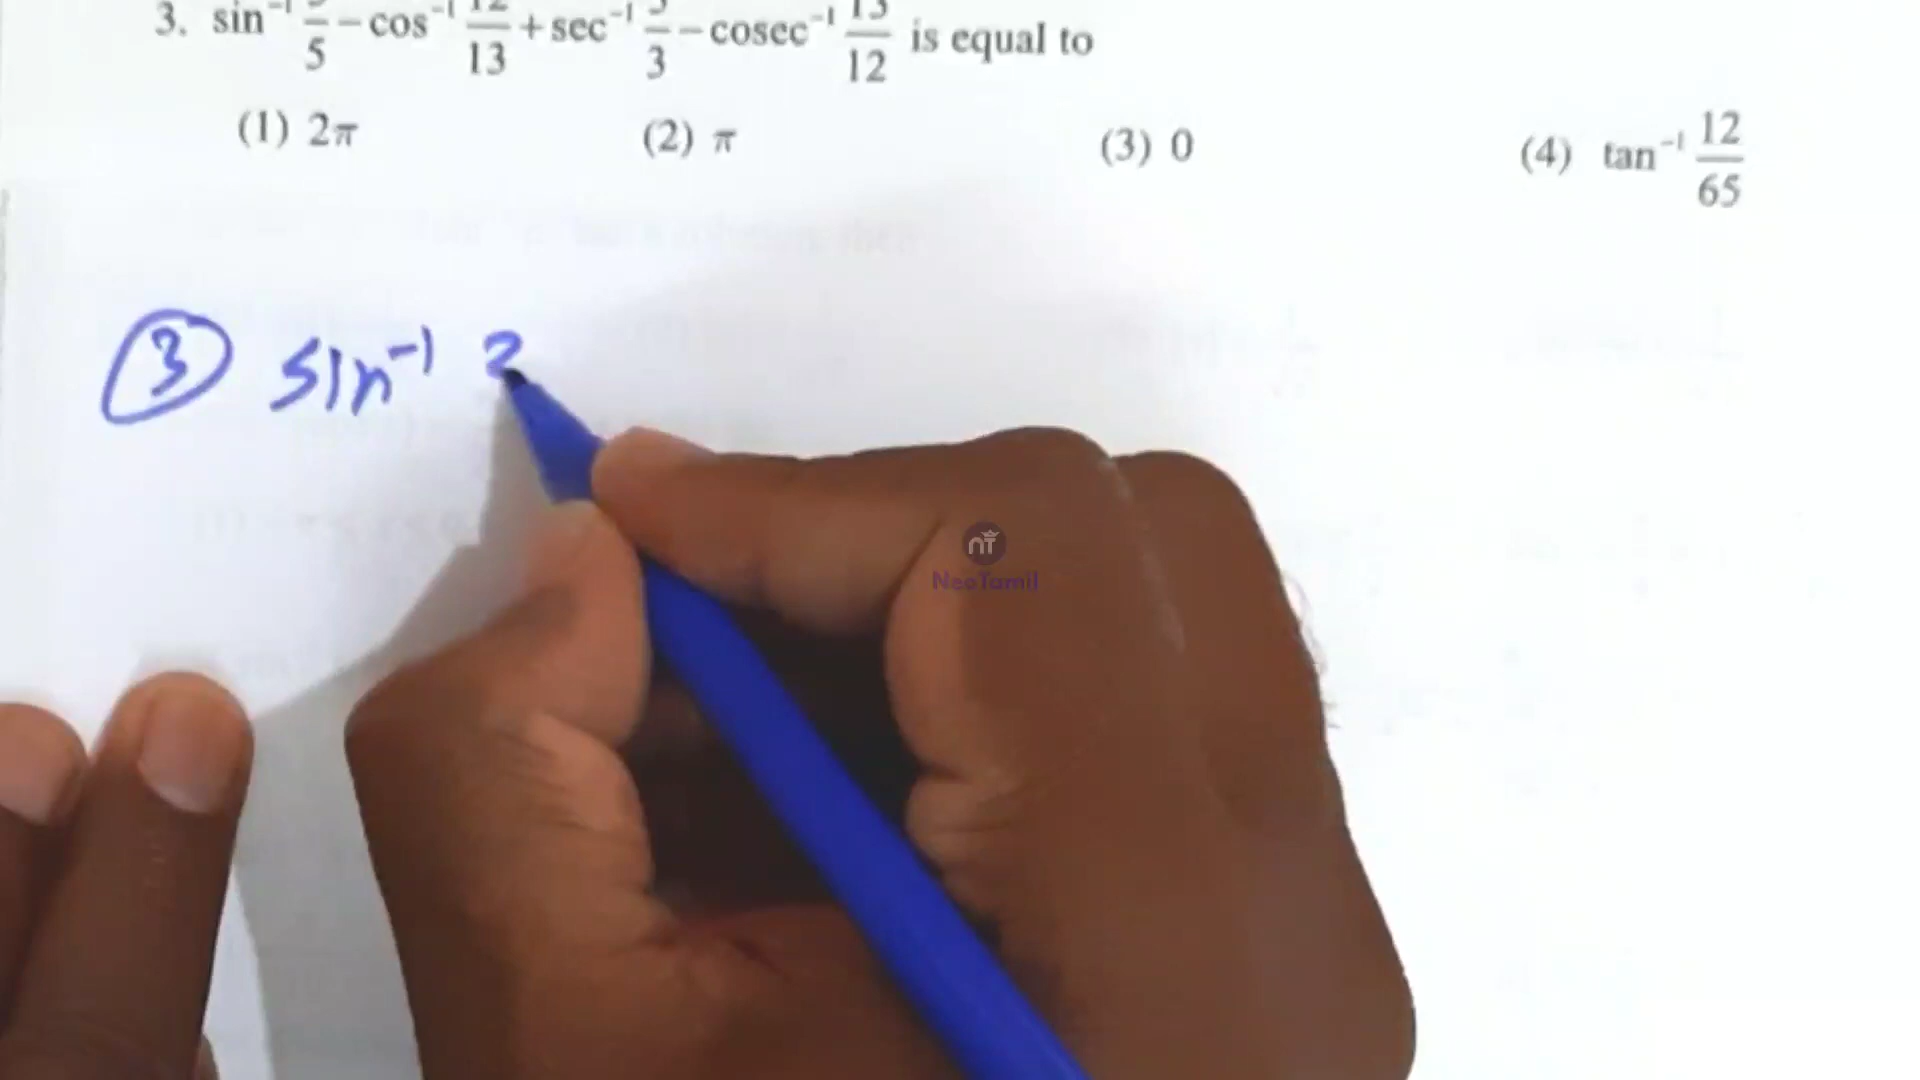 3. sin⁻¹ 3/5 − cos⁻¹ 12/13 + sec⁻¹ 5/3 − cosec⁻¹ 13/12 is equal to
(1) 2π (2) π (3) 0 (4) tan⁻¹ 12/65
③ sin⁻¹
NeoTamil